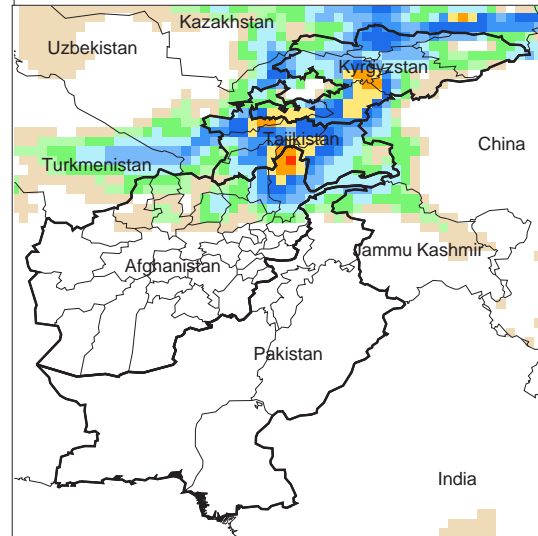 Kazakhstan
Uzbekistan
Kyrgyzstan
Tajikistan
China
Turkmenistan
Jammu Kashmir
Afghanistan
Pakistan
India